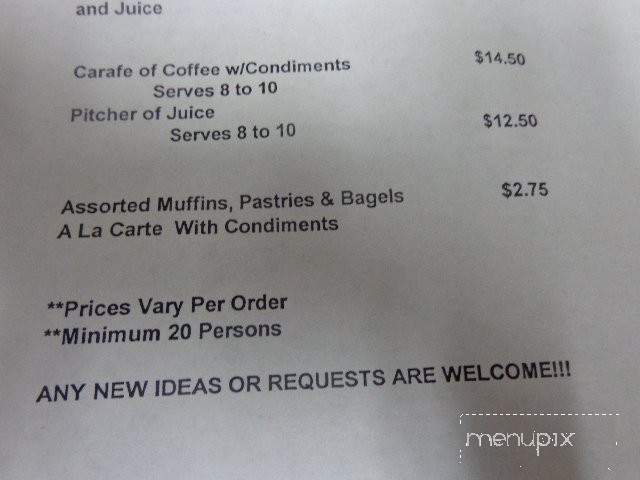 and Juice
Carafe of Coffee w/Condiments $14.50
Serves 8 to 10
Pitcher of Juice $12.50
Serves 8 to 10
Assorted Muffins, Pastries & Bagels $2.75
A La Carte With Condiments
**Prices Vary Per Order
**Minimum 20 Persons
ANY NEW IDEAS OR REQUESTS ARE WELCOME!!!
menupix